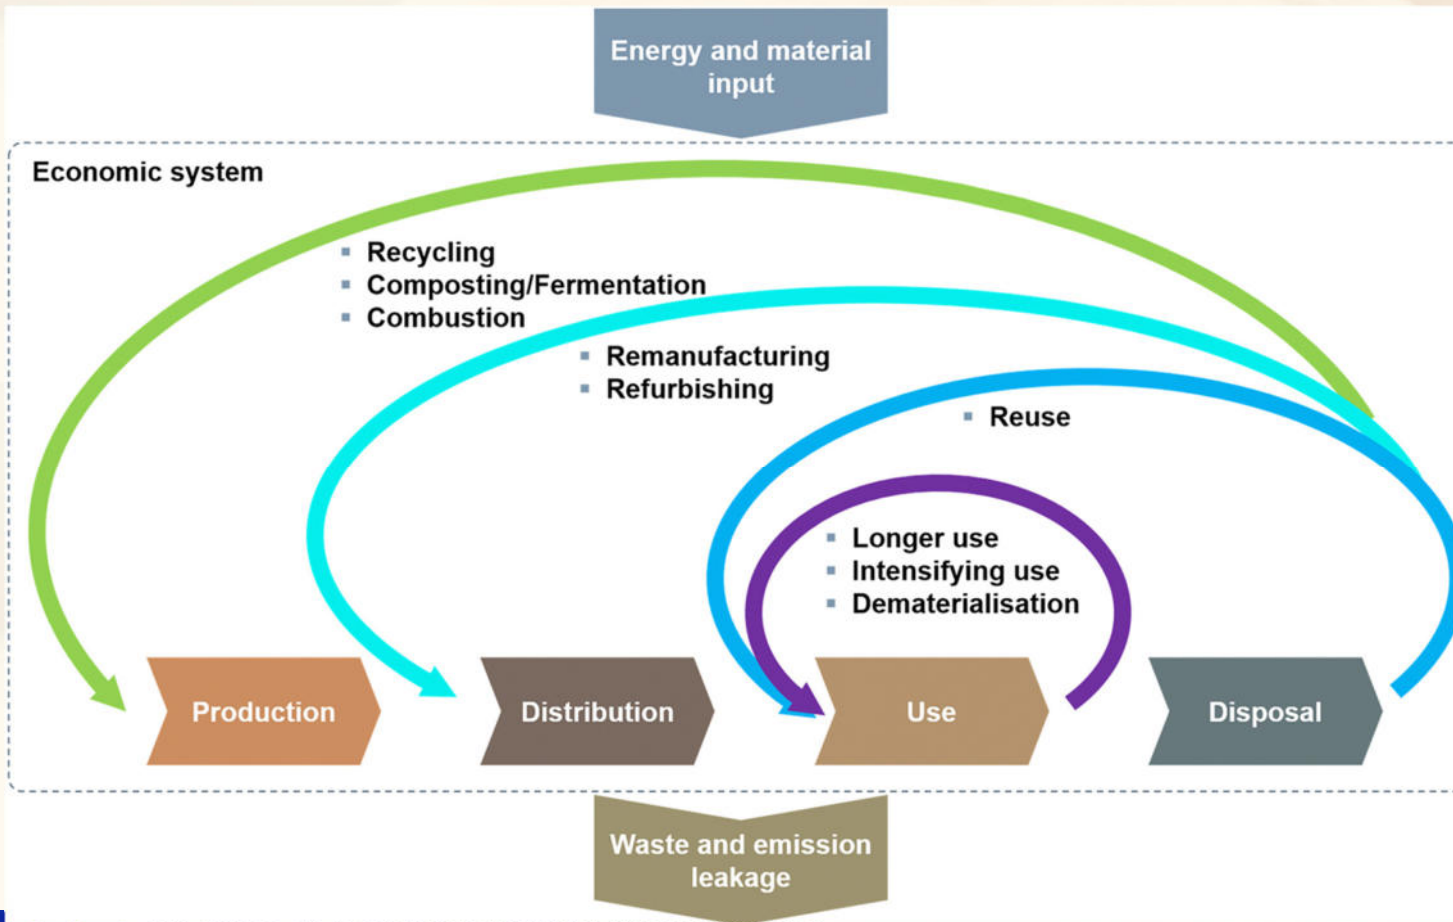 Energy and material
input
Economic system
Recycling
Composting/Fermentation
Combustion
Remanufacturing
Refurbishing
Reuse
Longer use
Intensifying use
Dematerialisation
Production
Distribution
Use
Disposal
Waste and emission
leakage